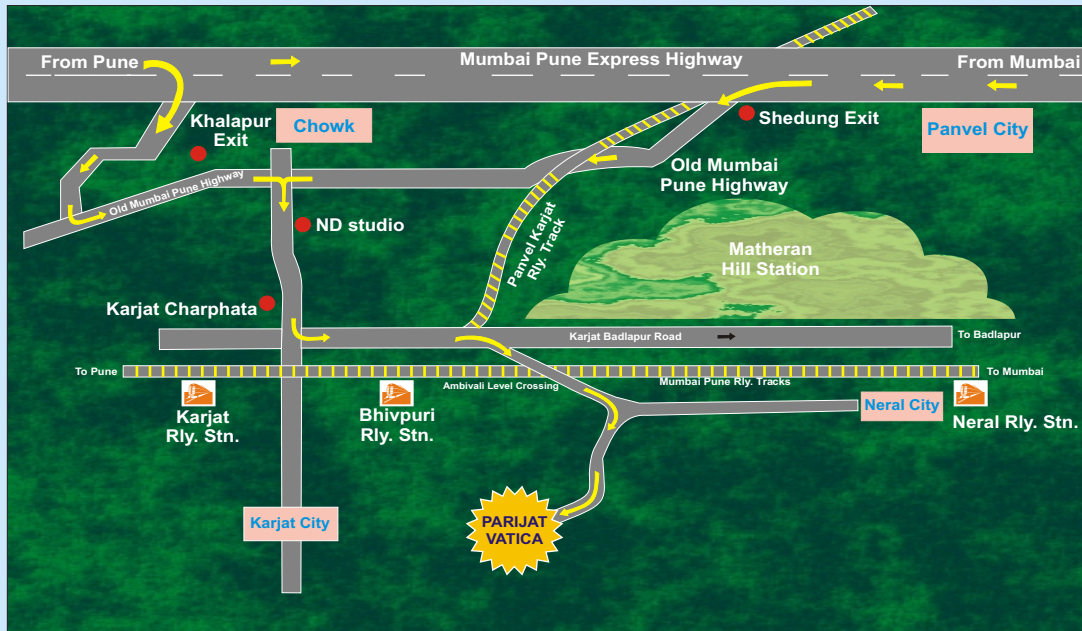 From Pune
Mumbai Pune Express Highway
From Mumbai
Khalapur
Exit
Chowk
Shedung Exit
Panvel City
Old Mumbai Pune Highway
Old Mumbai
Pune Highway
ND studio
Panvel Karjat
Rly. Track
Matheran
Hill Station
Karjat Charphata
Karjat Badlapur Road
To Badlapur
To Pune
Ambivali Level Crossing
Mumbai Pune Rly. Tracks
To Mumbai
Karjat
Rly. Stn.
Bhivpuri
Rly. Stn.
Neral City
Neral Rly. Stn.
Karjat City
PARIJAT
VATICA